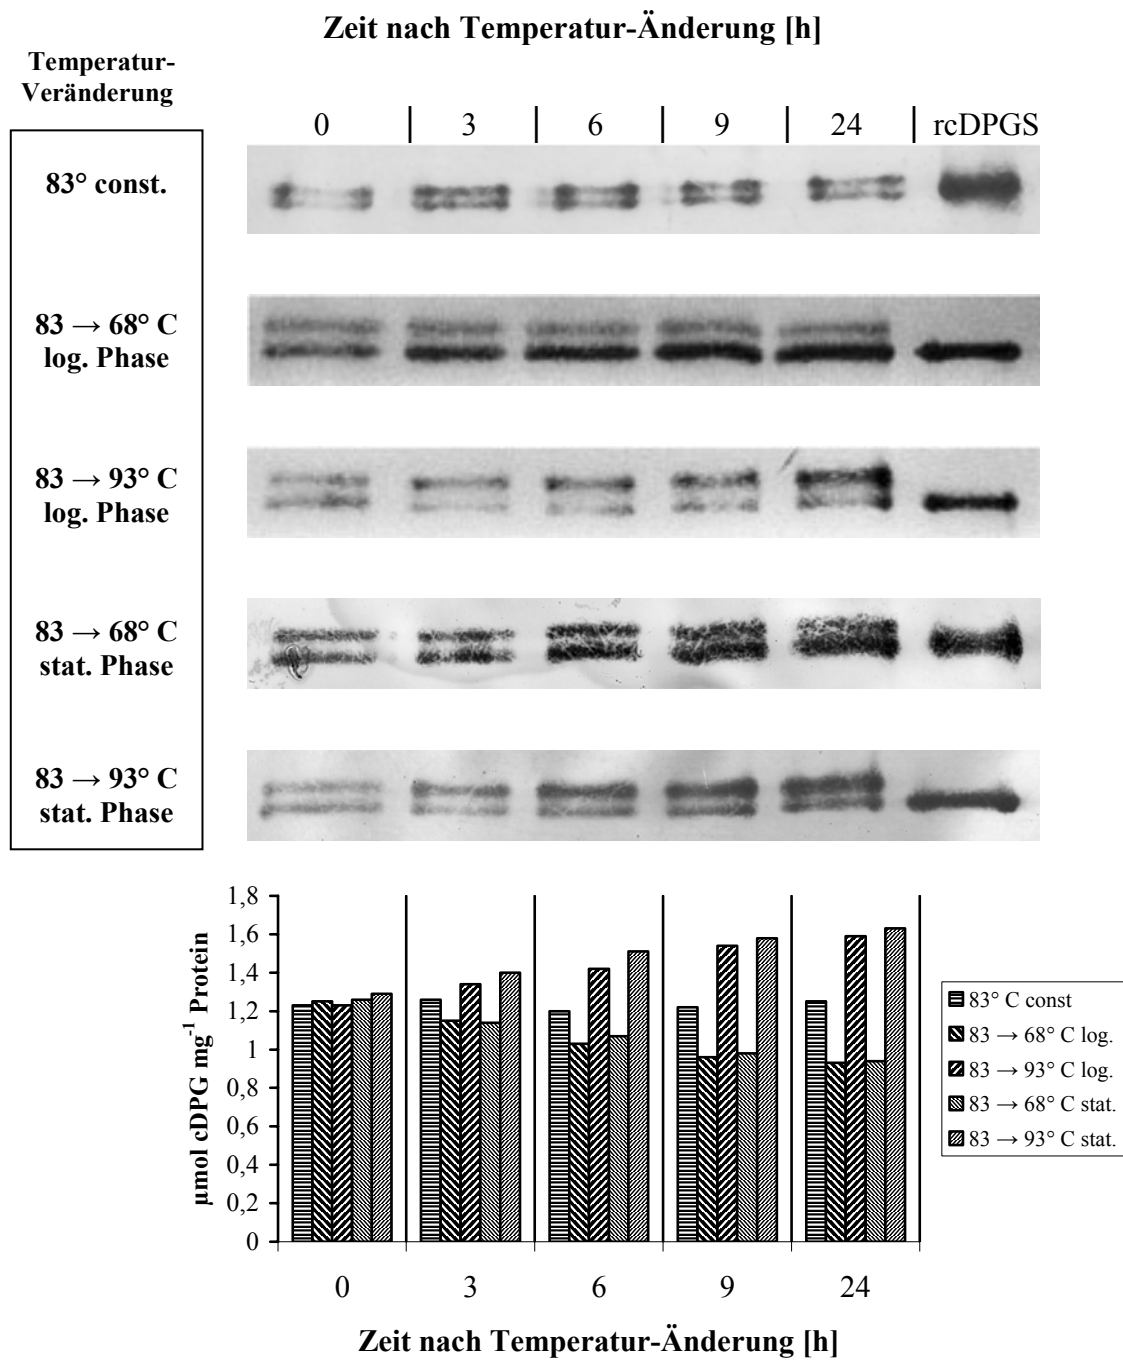 Zeit nach Temperatur-Änderung [h]
Temperatur-
Veränderung
0 | 3 | 6 | 9 | 24 | rcDPGS
83° const.
83 → 68° C
log. Phase
83 → 93° C
log. Phase
83 → 68° C
stat. Phase
83 → 93° C
stat. Phase
µmol cDPG mg⁻¹ Protein
1,8
1,6
1,4
1,2
1
0,8
0,6
0,4
0,2
0
0 3 6 9 24
Zeit nach Temperatur-Änderung [h]
83° C const
83 → 68° C log.
83 → 93° C log.
83 → 68° C stat.
83 → 93° C stat.